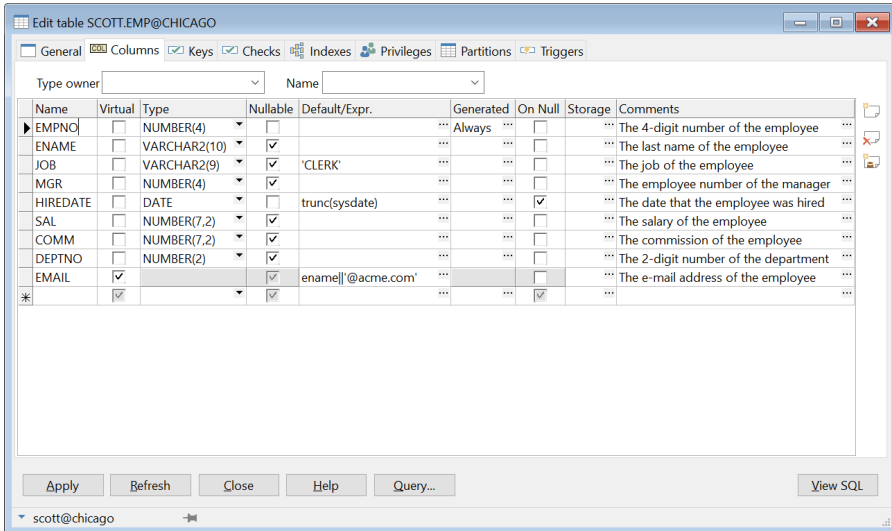 Edit table SCOTT.EMP@CHICAGO
General COL Columns Keys Checks Indexes Privileges Partitions Triggers
Type owner Name
Name Virtual Type Nullable Default/Expr. Generated On Null Storage Comments
EMPNO NUMBER(4) ... Always ... ... The 4-digit number of the employee ...
ENAME VARCHAR2(10) ... ... ... The last name of the employee ...
JOB VARCHAR2(9) 'CLERK' ... ... ... The job of the employee ...
MGR NUMBER(4) ... ... ... The employee number of the manager ...
HIREDATE DATE trunc(sysdate) ... ... ... The date that the employee was hired ...
SAL NUMBER(7,2) ... ... ... The salary of the employee ...
COMM NUMBER(7,2) ... ... ... The commission of the employee ...
DEPTNO NUMBER(2) ... ... ... The 2-digit number of the department ...
EMAIL ename||'@acme.com' ... ... The e-mail address of the employee ...
* ... ... ... ...
Apply Refresh Close Help Query... View SQL
scott@chicago